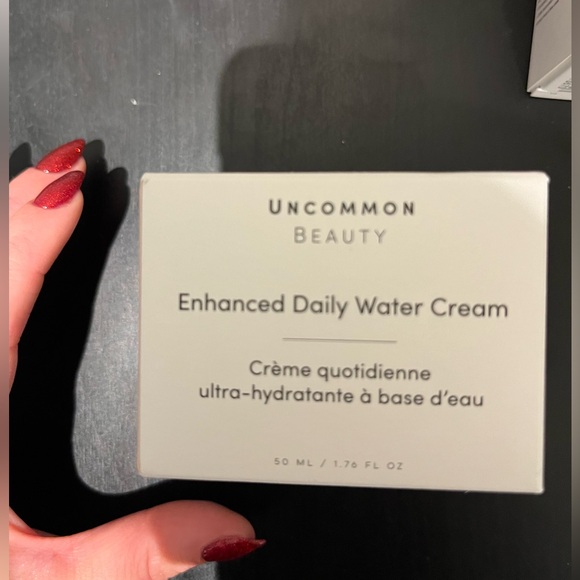 UNCOMMON
BEAUTY
Enhanced Daily Water Cream
Crème quotidienne
ultra-hydratante à base d'eau
50 ML / 1.76 FL OZ